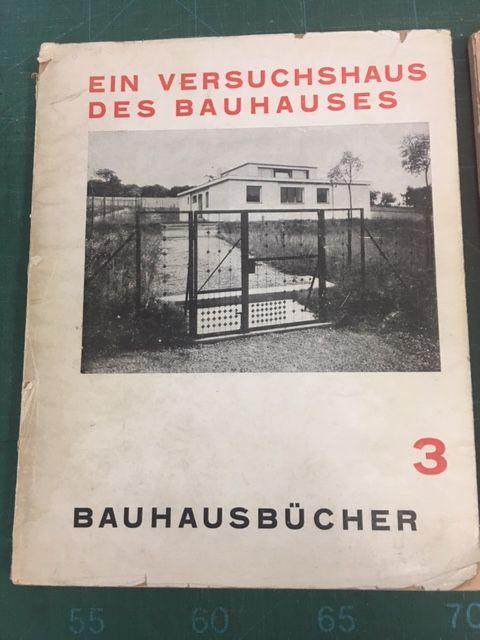 EIN VERSUCHSHAUS
DES BAUHAUSES
3
BAUHAUSBÜCHER
55 60 65 70